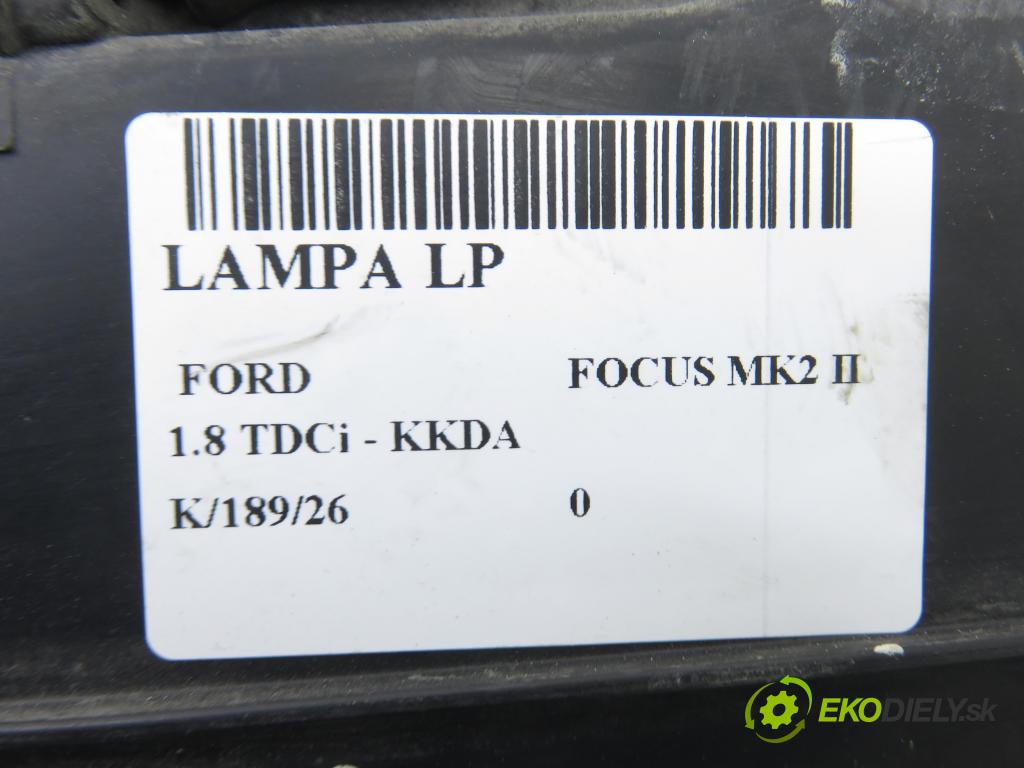 LAMPA LP
FORD FOCUS MK2 II
1.8 TDCi - KKDA
K/189/26 0
EKODIELY.sk